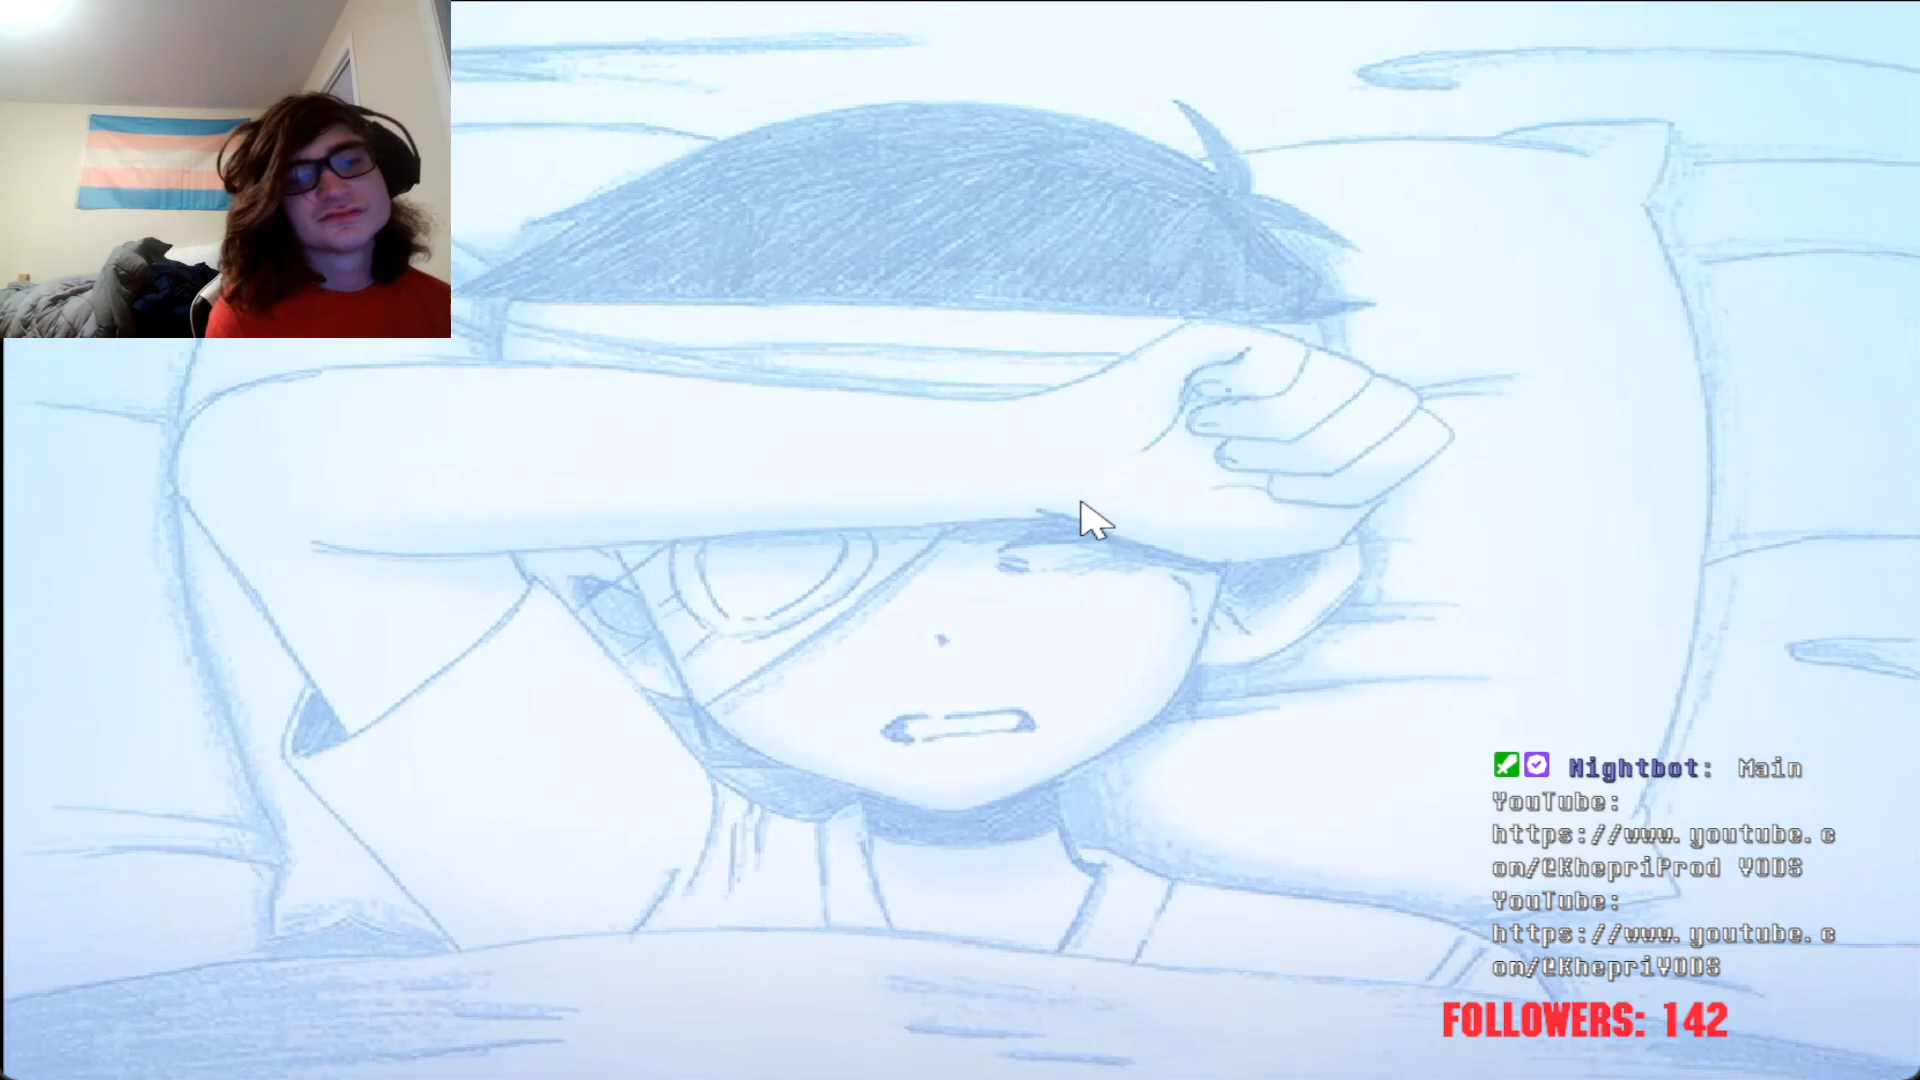 Nightbot: Main
YouTube:
https://www.youtube.c
om/@KhepriProd VODS
YouTube:
https://www.youtube.c
om/@KhepriVODS
FOLLOWERS: 142